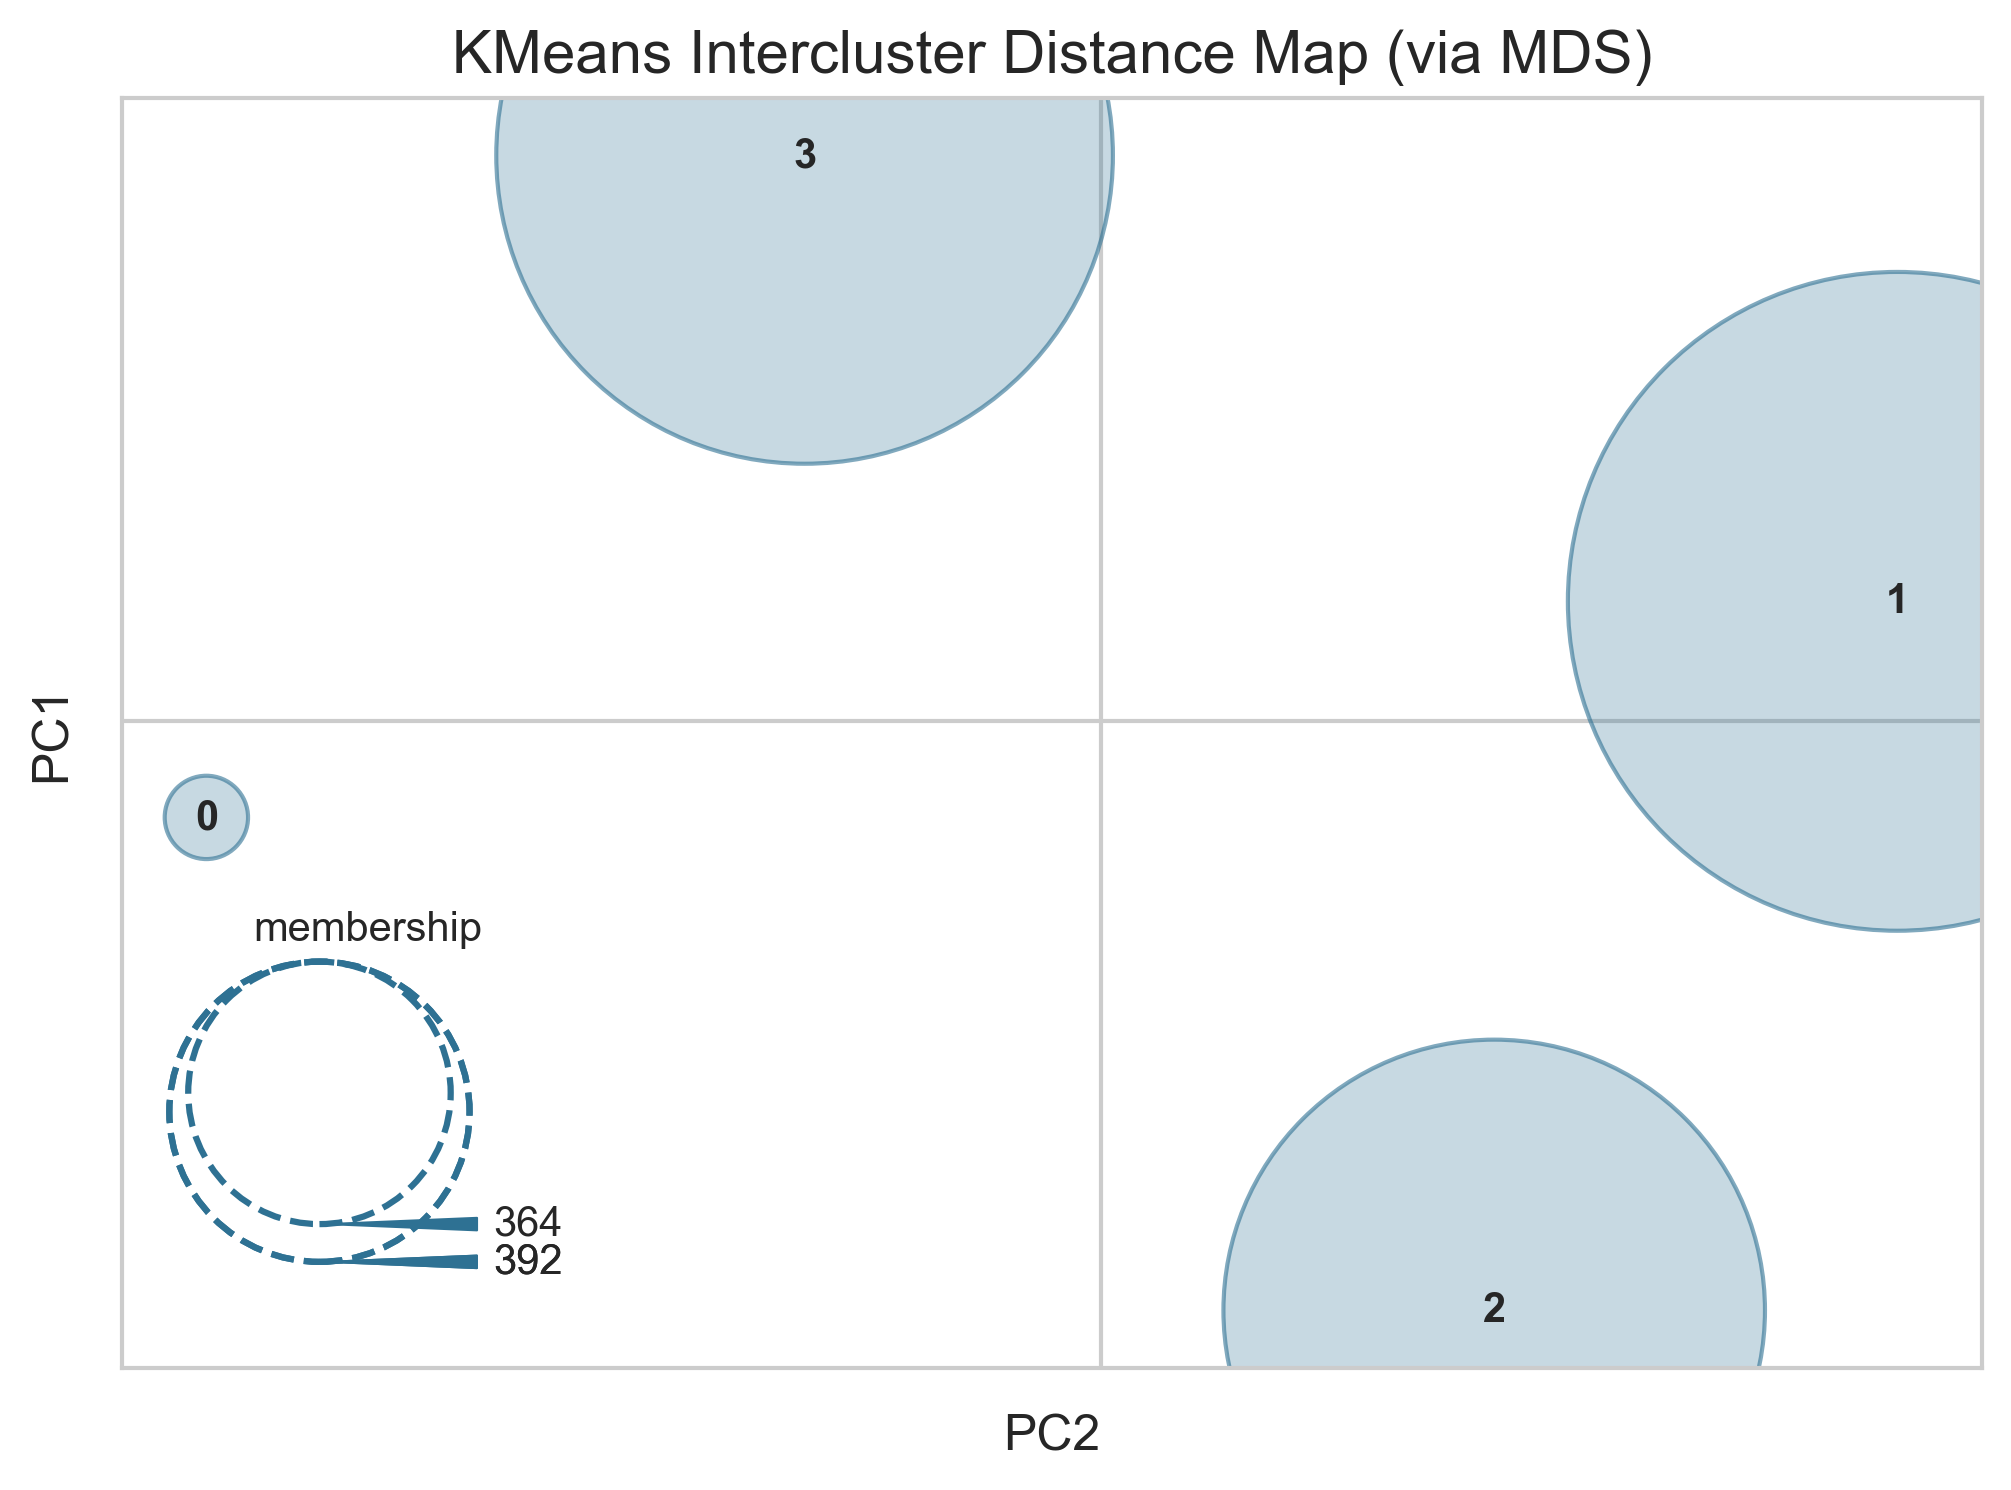 KMeans Intercluster Distance Map (via MDS)
3
1
PC1
0
membership
364
392
2
PC2